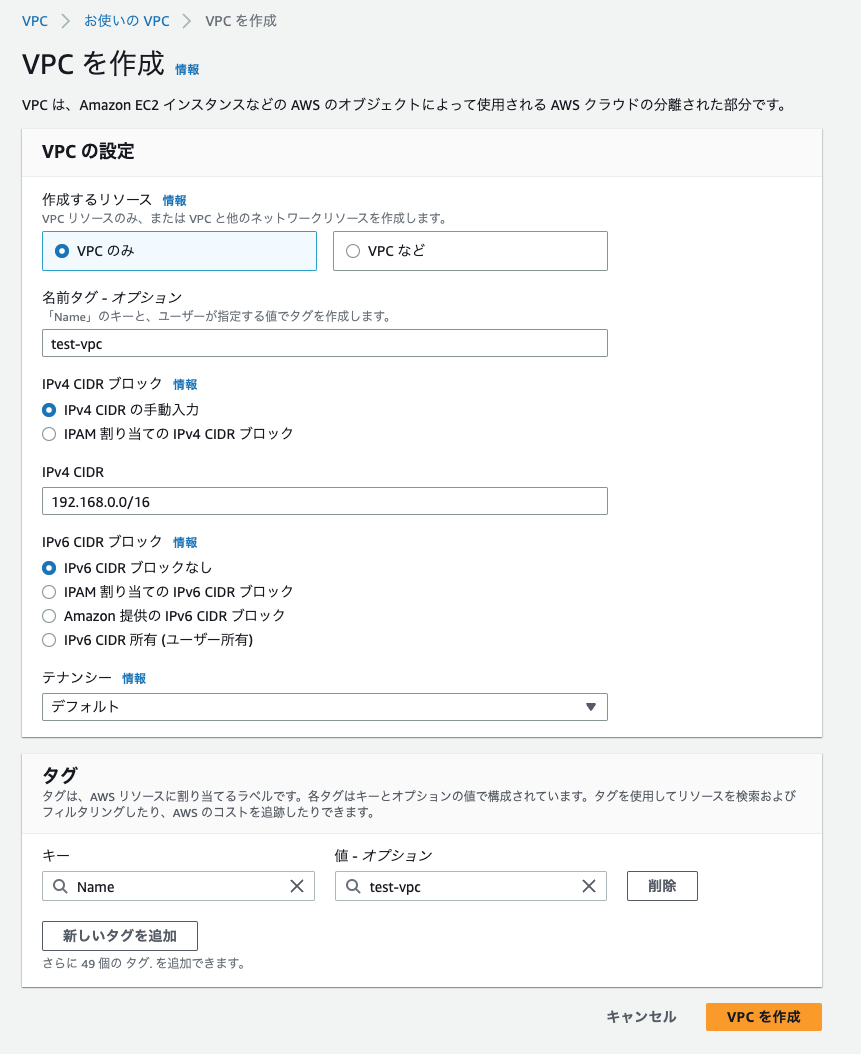 VPC > お使いの VPC > VPC を作成
VPC を作成 情報
VPC は、Amazon EC2 インスタンスなどの AWS のオブジェクトによって使用される AWS クラウドの分離された部分です。
VPC の設定
作成するリソース 情報
VPC リソースのみ、または VPC と他のネットワークリソースを作成します。
VPC のみ VPC など
名前タグ - オプション
「Name」のキーと、ユーザーが指定する値でタグを作成します。
test-vpc
IPv4 CIDR ブロック 情報
IPv4 CIDR の手動入力
IPAM 割り当ての IPv4 CIDR ブロック
IPv4 CIDR
192.168.0.0/16
IPv6 CIDR ブロック 情報
IPv6 CIDR ブロックなし
IPAM 割り当ての IPv6 CIDR ブロック
Amazon 提供の IPv6 CIDR ブロック
IPv6 CIDR 所有 (ユーザー所有)
テナンシー 情報
デフォルト
タグ
タグは、AWS リソースに割り当てるラベルです。各タグはキーとオプションの値で構成されています。タグを使用してリソースを検索および
フィルタリングしたり、AWS のコストを追跡したりできます。
キー 値 - オプション
Name test-vpc 削除
新しいタグを追加
さらに 49 個の タグ. を追加できます。
キャンセル VPC を作成